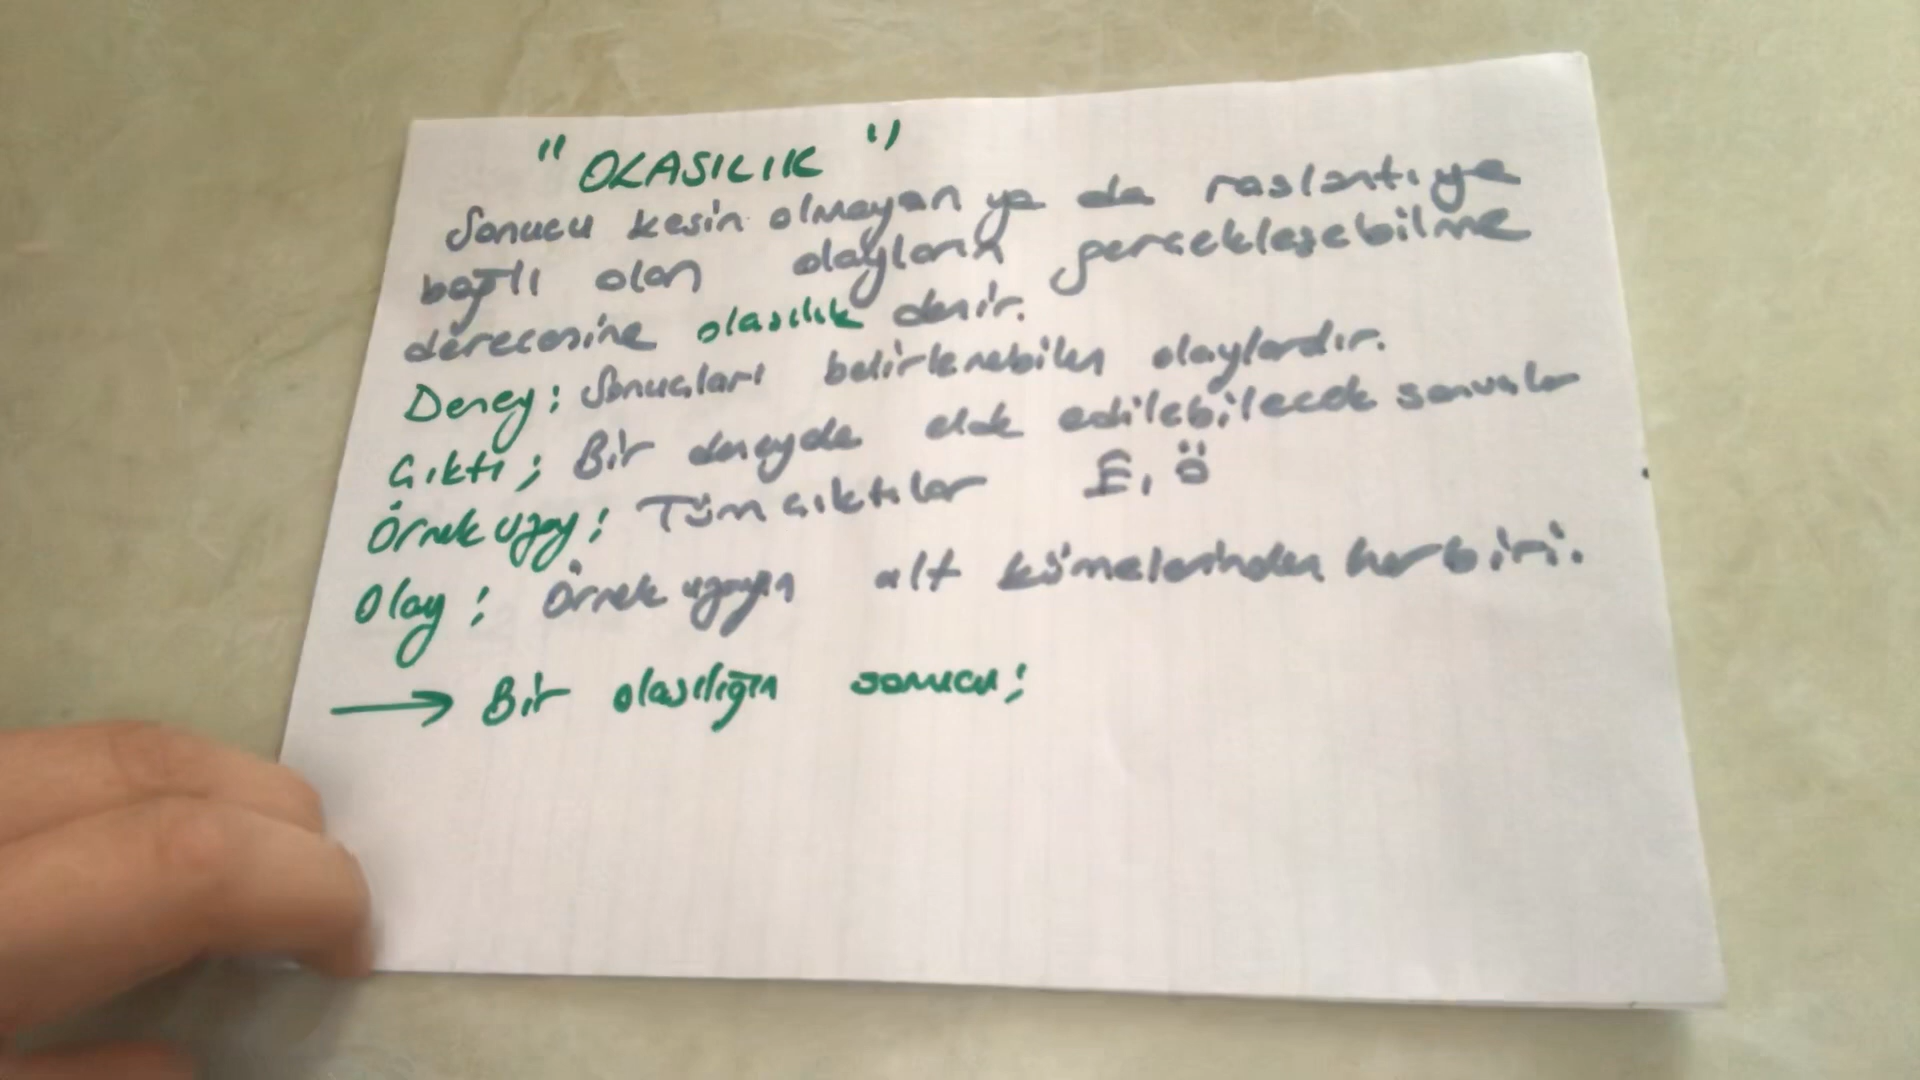 "OLASILIK"
Sonucu kesin olmayan ya da raslantıya
bağlı olan olayların gerçekleşebilme
derecesine olasılık denir.
Deney: Sonuçları belirlenebilen olaylardır.
Çıktı; Bir deneyde elde edilebilecek sonuçlar
Örnek uzay: Tüm çıktılar E, Ö
Olay: Örnek uzayın alt kümelerinden her biri.
→ Bir olasılığın sonucu;